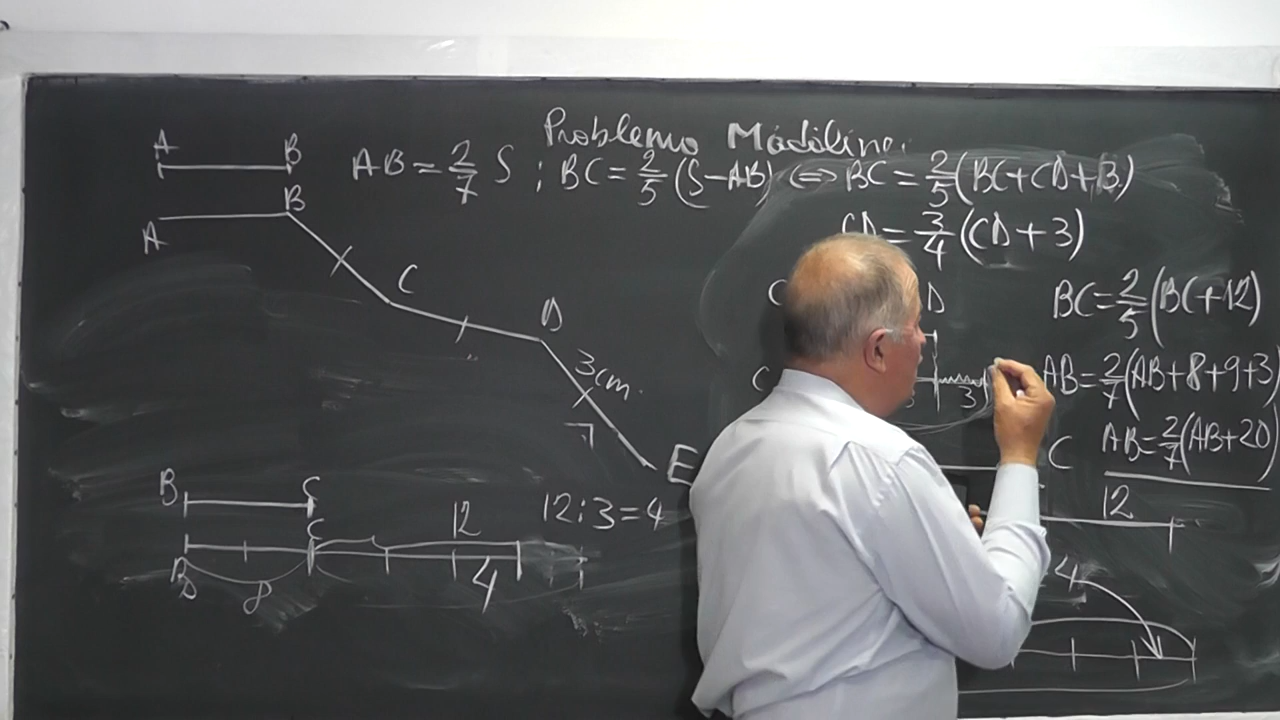 Problema Mădălinei
A B AB = 2/7 S ; BC = 2/5 (S-AB) <=> BC = 2/5 (BC+CD+3)
A B
CD = 3/4 (CD+3)
C D
BC = 2/5 (BC+12)
D 3cm
AB = 2/7 (AB+8+9+3)
C 3
AB = 2/7 (AB+20)
E C
B C 12 12:3=4 12
B C 8 4 4